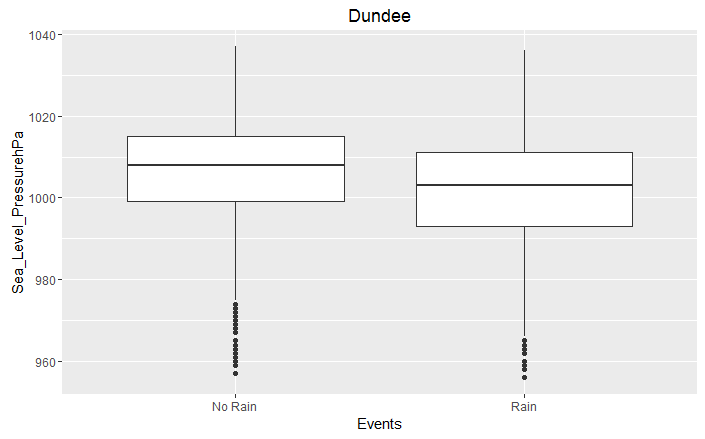 Dundee
Sea_Level_PressurehPa
1040
1020
1000
980
960
No Rain
Rain
Events